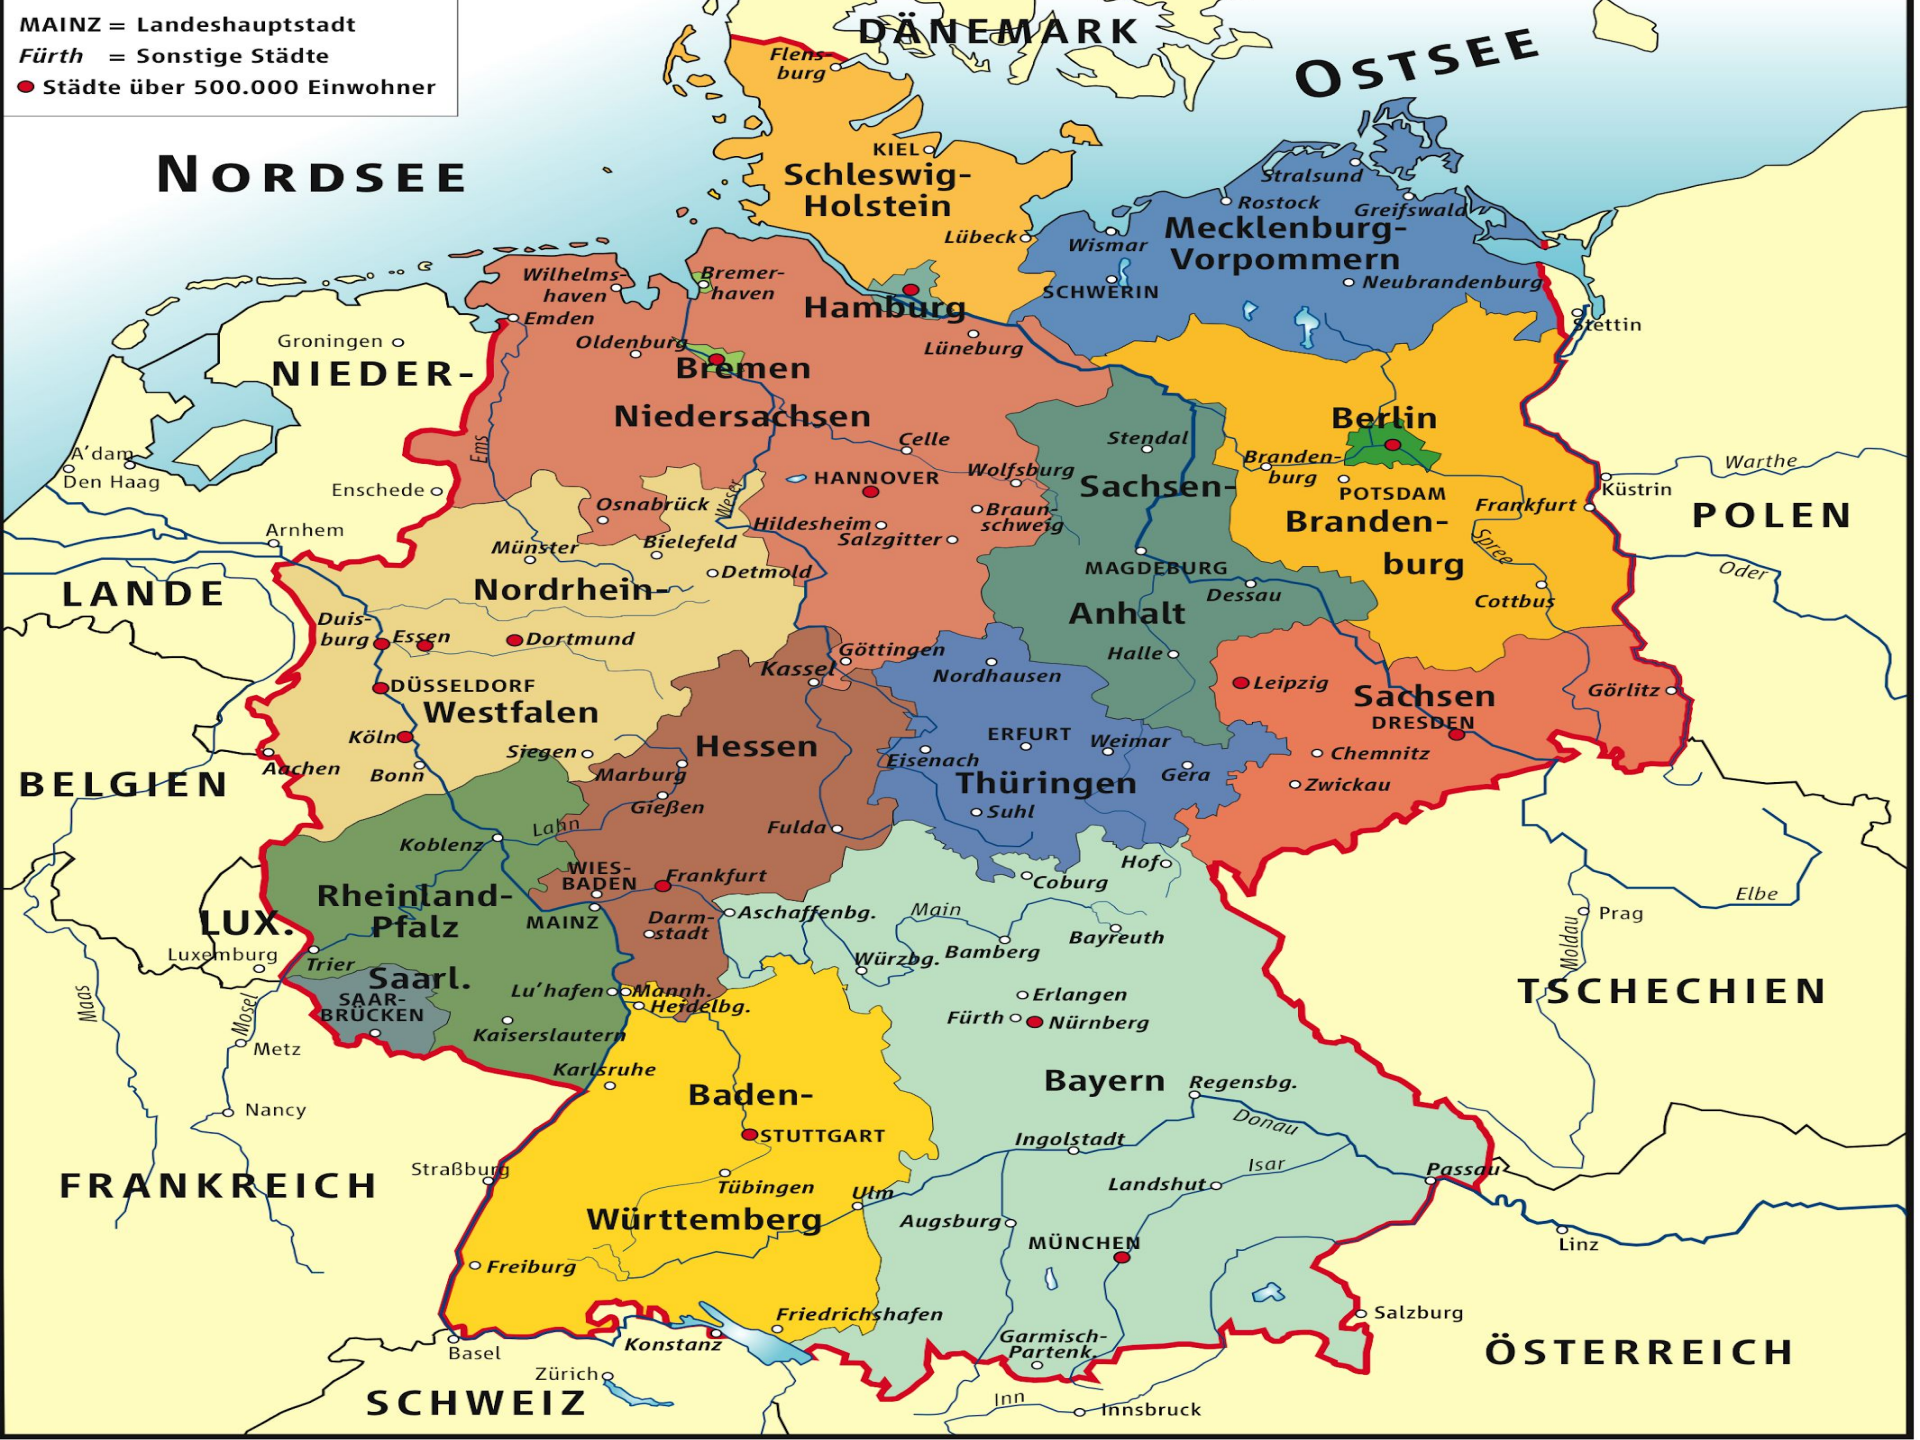 MAINZ = Landeshauptstadt
Fürth = Sonstige Städte
Städte über 500.000 Einwohner
DÄNEMARK
OSTSEE
NORDSEE
Flens-
burg
KIEL
Schleswig-
Holstein
Lübeck
Stralsund
Rostock
Greifswald
Wismar
Mecklenburg-
Vorpommern
SCHWERIN
Neubrandenburg
Stettin
Wilhelms-
haven
Bremer-
haven
Emden
Hamburg
Oldenburg
Lüneburg
Bremen
Niedersachsen
Groningen
NIEDER-
Ems
A'dam
Den Haag
Enschede
Arnhem
LANDE
Celle
HANNOVER
Wolfsburg
Osnabrück
Weser
Braun-
schweig
Hildesheim
Salzgitter
Stendal
Sachsen-
MAGDEBURG
Dessau
Anhalt
Halle
Berlin
Branden-
burg
POTSDAM
Frankfurt
Branden-
burg
Spree
Cottbus
Küstrin
Warthe
POLEN
Oder
Münster
Bielefeld
Detmold
Nordrhein-
Duis-
burg
Essen
Dortmund
DÜSSELDORF
Westfalen
Köln
Siegen
Aachen
Bonn
BELGIEN
Göttingen
Kassel
Hessen
Marburg
Gießen
Fulda
Lahn
Nordhausen
ERFURT
Weimar
Eisenach
Gera
Thüringen
Suhl
Leipzig
Sachsen
DRESDEN
Görlitz
Chemnitz
Zwickau
Koblenz
WIES-
BADEN
Frankfurt
Rheinland-
Pfalz
MAINZ
Darm-
stadt
LUX.
Luxemburg
Trier
Saarl.
SAAR-
BRÜCKEN
Lu'hafen
Mannh.
Heidelbg.
Kaiserslautern
Maas
Mosel
Metz
Nancy
Hof
Coburg
Aschaffenbg.
Main
Bayreuth
Bamberg
Würzbg.
Erlangen
Fürth
Nürnberg
Elbe
Prag
Moldau
TSCHECHIEN
Karlsruhe
Baden-
STUTTGART
Straßburg
FRANKREICH
Tübingen
Ulm
Württemberg
Freiburg
Friedrichshafen
Konstanz
Basel
Zürich
SCHWEIZ
Bayern
Regensbg.
Donau
Ingolstadt
Isar
Landshut
Passau
Augsburg
MÜNCHEN
Linz
Salzburg
Garmisch-
Partenk.
ÖSTERREICH
Inn
Innsbruck